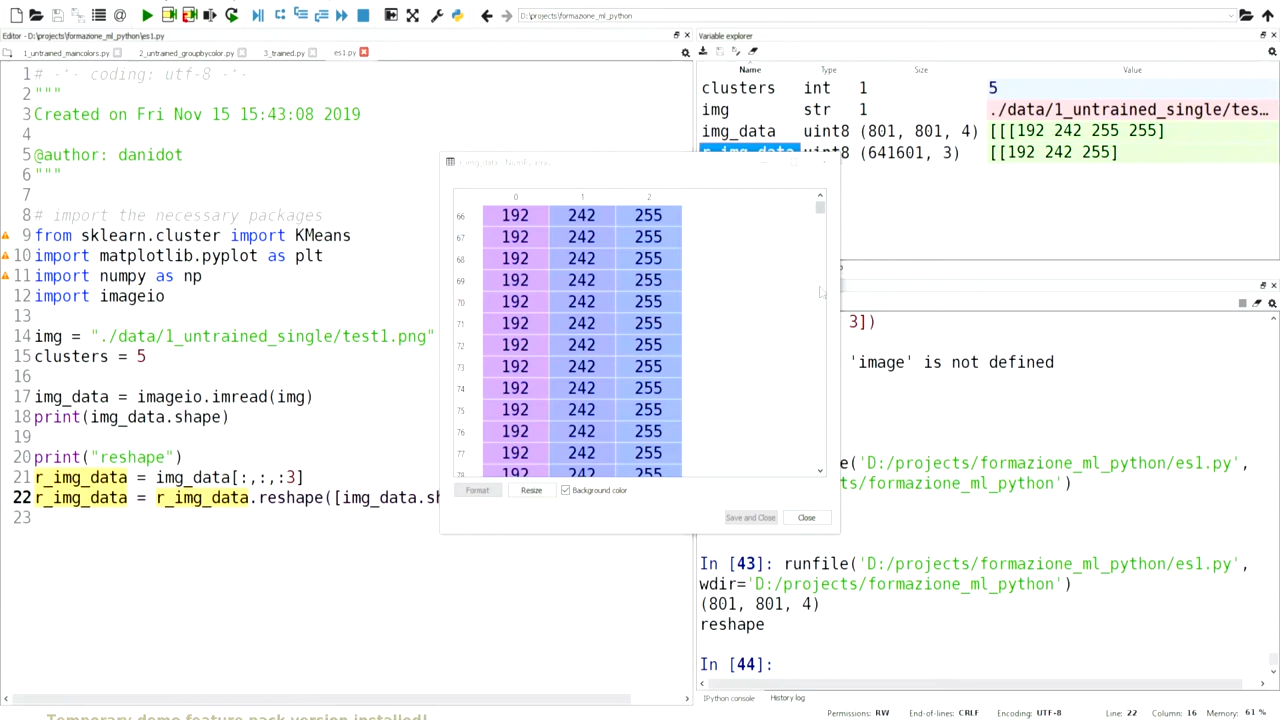 D:\projects\formazione_ml_python
Editor - D:\projects\formazione_ml_python\es1.py
1_untrained_maincolors.py
2_untrained_groupbycolor.py
3_trained.py
es1.py
1 # -*- coding: utf-8 -*-
2 """
3 Created on Fri Nov 15 15:43:08 2019
4
5 @author: danidot
6 """
7
8 # import the necessary packages
9 from sklearn.cluster import KMeans
10 import matplotlib.pyplot as plt
11 import numpy as np
12 import imageio
13
14 img = "./data/1_untrained_single/test1.png"
15 clusters = 5
16
17 img_data = imageio.imread(img)
18 print(img_data.shape)
19
20 print("reshape")
21 r_img_data = img_data[:,:,:3]
22 r_img_data = r_img_data.reshape([img_data.sh
23
Variable explorer
Name Type Size Value
clusters int 1 5
img str 1 ./data/1_untrained_single/tes…
img_data uint8 (801, 801, 4) [[[192 242 255 255]
r_img_data uint8 (641601, 3) [[192 242 255]
0 1 2
66 192 242 255
67 192 242 255
68 192 242 255
69 192 242 255
70 192 242 255
71 192 242 255
72 192 242 255
73 192 242 255
74 192 242 255
75 192 242 255
76 192 242 255
77 192 242 255
78 192 242 255
Format
Resize
Background color
Save and Close
Close
3])
'image' is not defined
e('D:/projects/formazione_ml_python/es1.py',
ts/formazione_ml_python')
In [43]: runfile('D:/projects/formazione_ml_python/es1.py',
wdir='D:/projects/formazione_ml_python')
(801, 801, 4)
reshape
In [44]:
IPython console
History log
Temporary demo feature pack version installed!
Permissions: RW End-of-lines: CRLF Encoding: UTF-8 Line: 22 Column: 16 Memory: 61 %